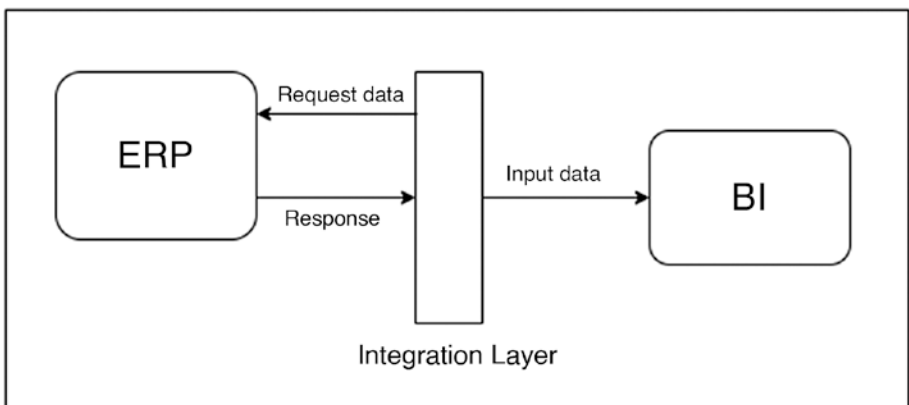 Request data
ERP
Input data
BI
Response
Integration Layer